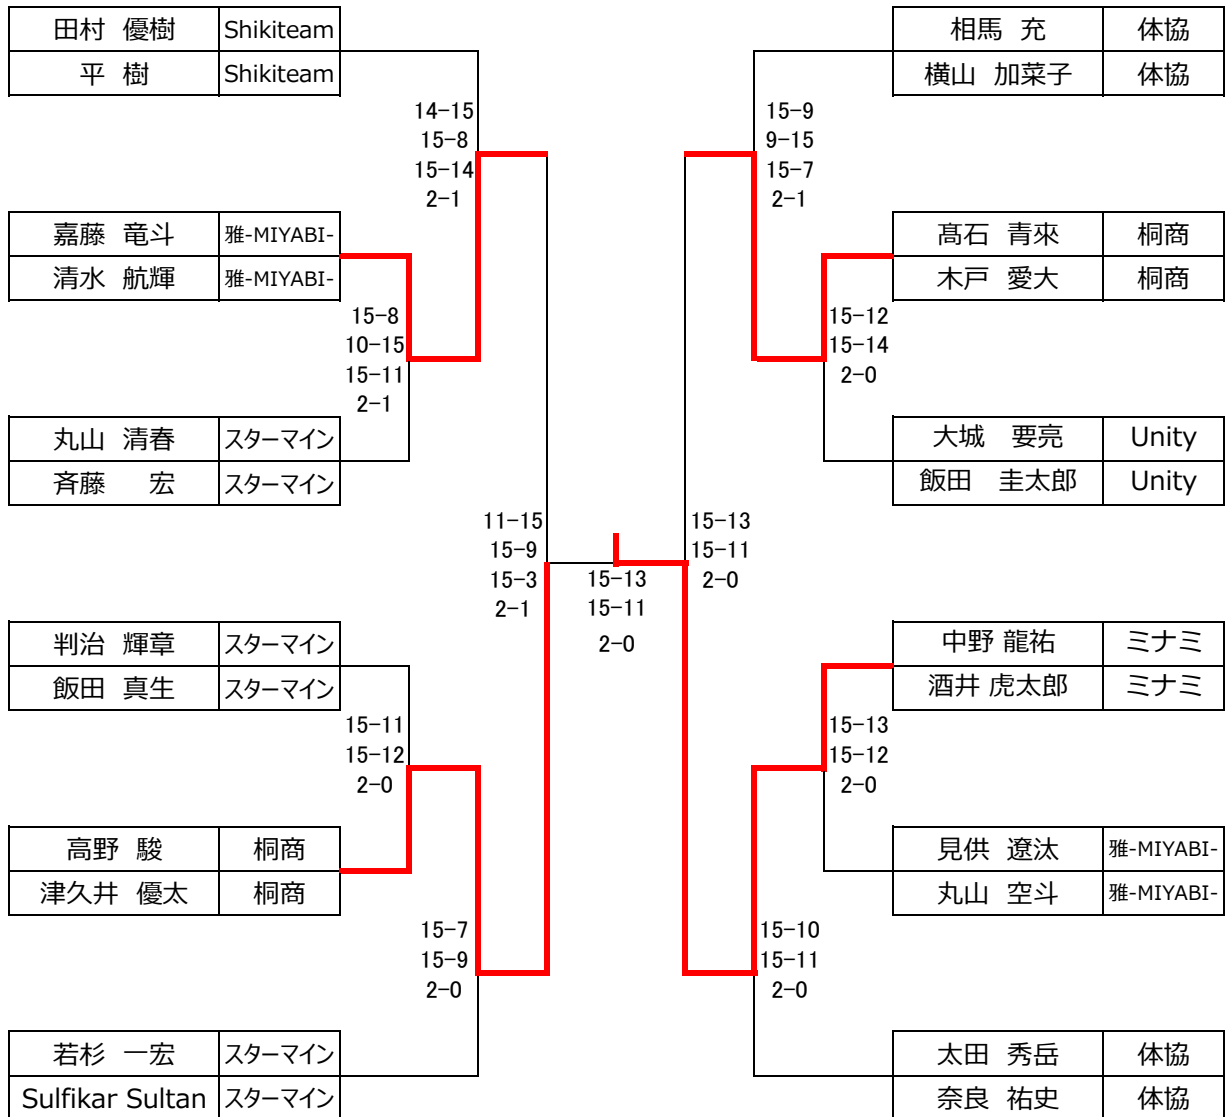 田村 優樹 Shikiteam
平 樹 Shikiteam
14-15
15-8
15-14
2-1
嘉藤 竜斗 雅-MIYABI-
清水 航輝 雅-MIYABI-
15-8
10-15
15-11
2-1
丸山 清春 スターマイン
斉藤 宏 スターマイン
11-15
15-9
15-3
2-1
判治 輝章 スターマイン
飯田 真生 スターマイン
15-11
15-12
2-0
高野 駿 桐商
津久井 優太 桐商
15-7
15-9
2-0
若杉 一宏 スターマイン
Sulfikar Sultan スターマイン
15-13
15-11
2-0
相馬 充 体協
横山 加菜子 体協
15-9
9-15
15-7
2-1
髙石 青來 桐商
木戸 愛大 桐商
15-12
15-14
2-0
大城 要亮 Unity
飯田 圭太郎 Unity
15-13
15-11
2-0
中野 龍祐 ミナミ
酒井 虎太郎 ミナミ
15-13
15-12
2-0
見供 遼汰 雅-MIYABI-
丸山 空斗 雅-MIYABI-
15-10
15-11
2-0
太田 秀岳 体協
奈良 祐史 体協